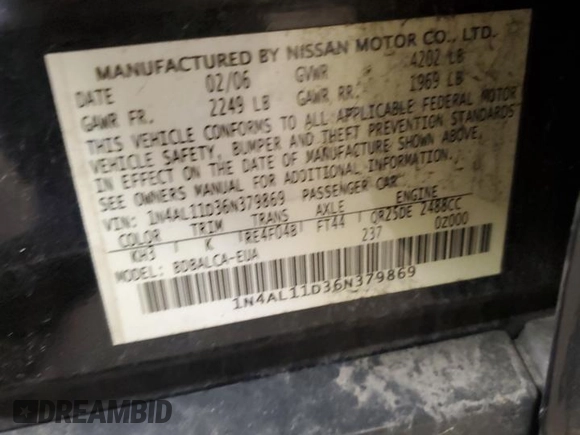 MANUFACTURED BY NISSAN MOTOR CO., LTD.
DATE 02/06 GVWR 4202 LB
GAWR FR. 2249 LB GAWR RR. 1969 LB
THIS VEHICLE CONFORMS TO ALL APPLICABLE FEDERAL MOTOR
VEHICLE SAFETY, BUMPER AND THEFT PREVENTION STANDARDS
IN EFFECT ON THE DATE OF MANUFACTURE SHOWN ABOVE,
SEE OWNERS MANUAL FOR ADDITIONAL INFORMATION.
VIN: 1N4AL11D36N379869 PASSENGER CAR
COLOR TRIM TRANS AXLE ENGINE
KH3 K RE4F04B FT44 QR25DE 2488CC
MODEL: BDBALCA-EUA 237 0Z000
1N4AL11D36N379869
DREAMBID